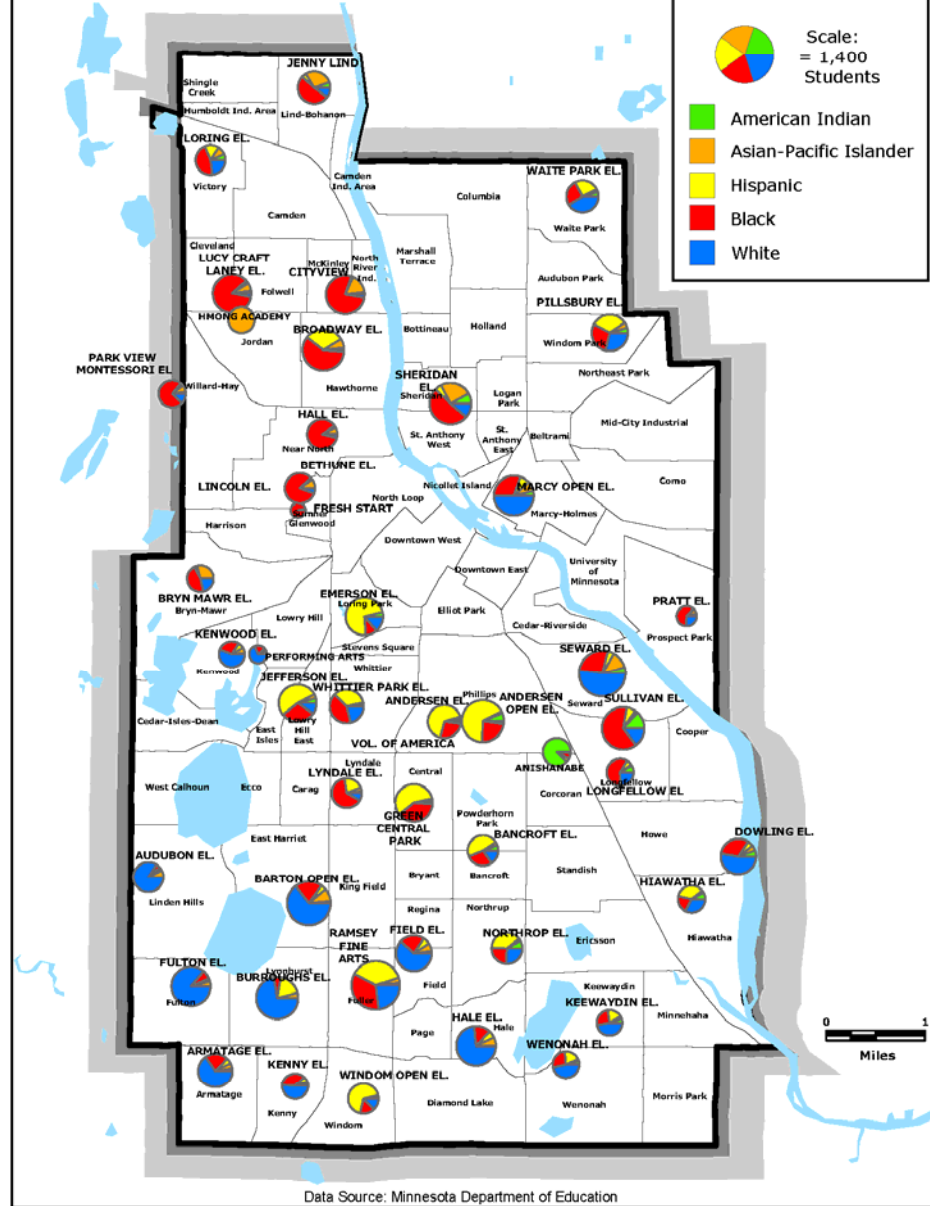 Scale:
= 1,400
Students
American Indian
Asian-Pacific Islander
Hispanic
Black
White
JENNY LIND
Shingle
Creek
Humboldt Ind. Area
Lind-Bohanon
LORING EL.
Victory
Camden
Ind. Area
WAITE PARK EL.
Columbia
Waite Park
Camden
Cleveland
LUCY CRAFT
LANEY EL.
McKinley
CITYVIEW
North
River
Ind.
Marshall
Terrace
Folwell
Audubon Park
HMONG ACADEMY
Jordan
BROADWAY EL.
Bottineau
Holland
PILLSBURY EL.
Windom Park
PARK VIEW
MONTESSORI EL
Willard-Hay
Hawthorne
SHERIDAN
EL.
Sheridan
Logan
Park
Northeast Park
HALL EL.
Near North
St. Anthony
West
St.
Anthony
East
Beltrami
Mid-City Industrial
BETHUNE EL.
LINCOLN EL.
FRESH START
Sumner
Glenwood
North Loop
Nicollet Island
MARCY OPEN EL.
Marcy-Holmes
Como
Harrison
Downtown West
Downtown East
University
of
Minnesota
BRYN MAWR EL.
Bryn-Mawr
EMERSON EL.
Loring Park
Lowry Hill
Elliot Park
Cedar-Riverside
PRATT EL.
Prospect Park
KENWOOD EL.
Kenwood
PERFORMING ARTS
Stevens Square
Whittier
SEWARD EL.
Seward
JEFFERSON EL.
WHITTIER PARK EL.
Lowry
Hill
East
East
Isles
Cedar-Isles-Dean
ANDERSEN EL.
Phillips
ANDERSEN
OPEN EL.
SULLIVAN EL.
Cooper
VOL. OF AMERICA
ANISHANABE
Lyndale
LYNDALE EL.
Central
Longfellow
LONGFELLOW EL
West Calhoun
Ecco
Carag
Corcoran
GREEN
CENTRAL
PARK
Powderhorn
Park
BANCROFT EL.
Bancroft
East Harriet
Howe
DOWLING EL.
AUDUBON EL.
Linden Hills
BARTON OPEN EL.
King Field
Bryant
Standish
HIAWATHA EL.
Hiawatha
Regina
Northrup
RAMSEY
FINE
ARTS
Fuller
FIELD EL.
Field
NORTHROP EL.
Ericsson
FULTON EL.
Fulton
Lynnhurst
BURROUGHS EL.
Keewaydin
KEEWAYDIN EL.
Minnehaha
Page
HALE EL.
Hale
WENONAH EL.
Wenonah
ARMATAGE EL.
Armatage
KENNY EL.
Kenny
WINDOM OPEN EL.
Windom
Diamond Lake
Morris Park
0 1
Miles
Data Source: Minnesota Department of Education